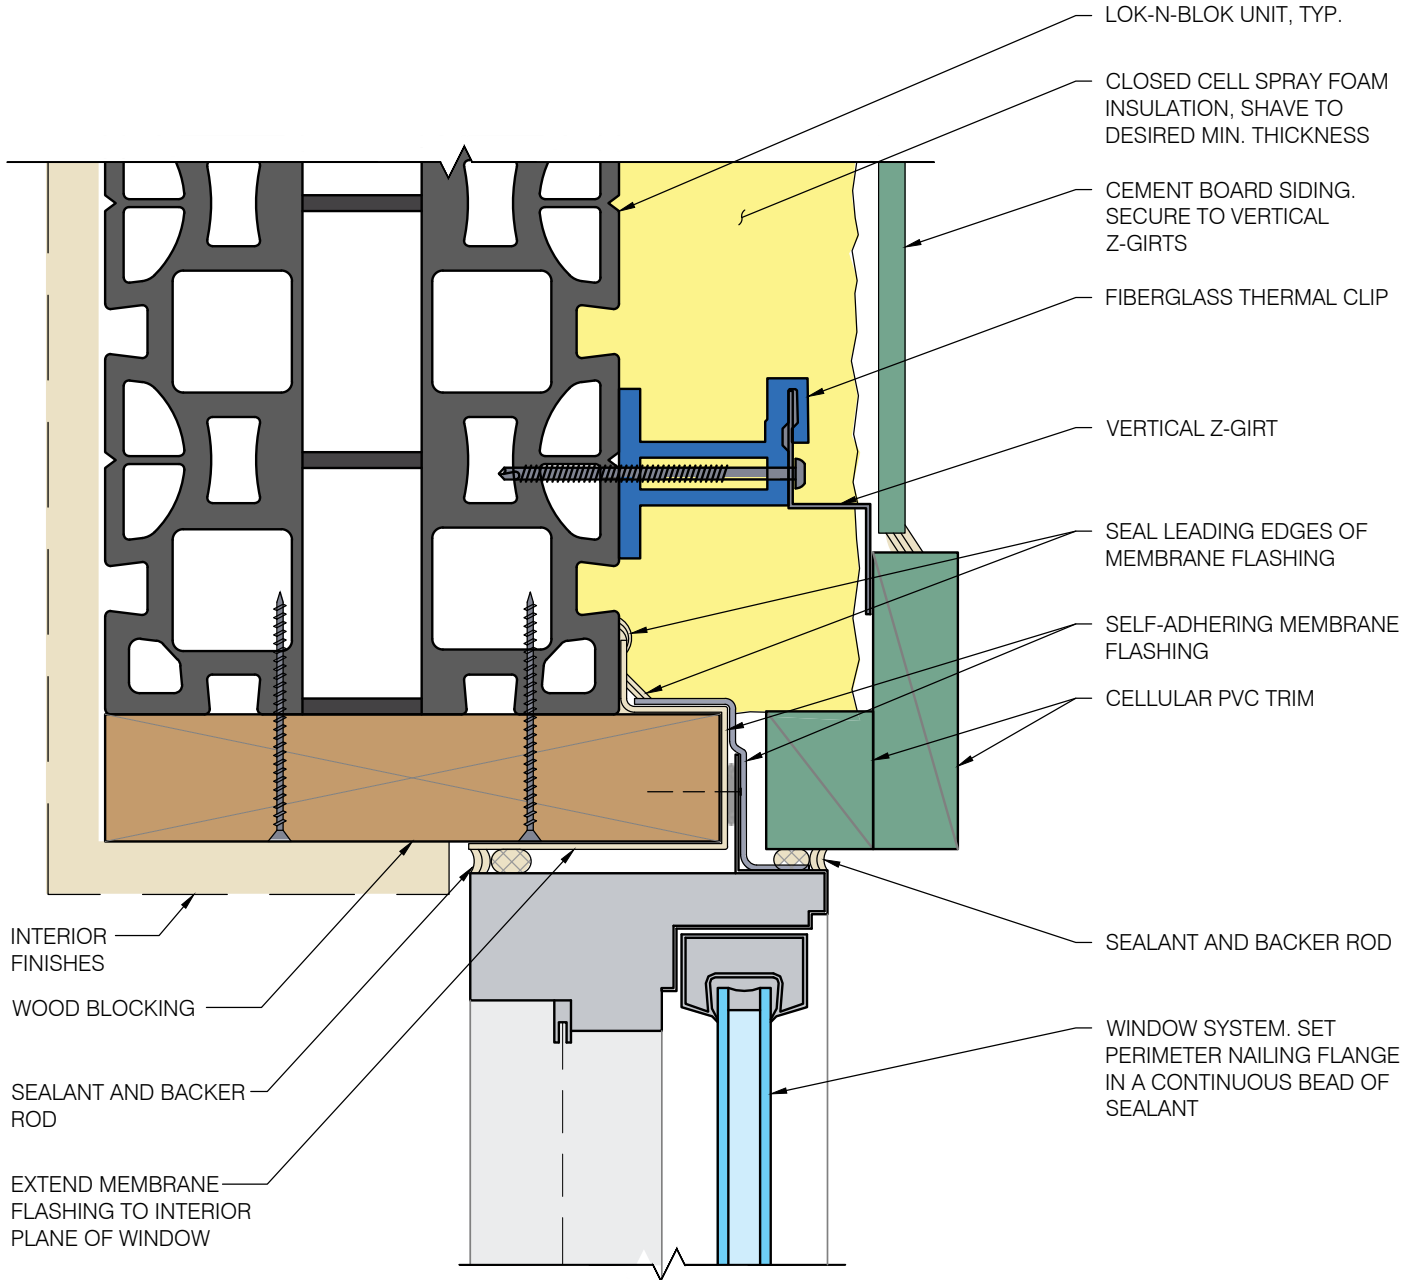 LOK-N-BLOK UNIT, TYP.
CLOSED CELL SPRAY FOAM
INSULATION, SHAVE TO
DESIRED MIN. THICKNESS
CEMENT BOARD SIDING.
SECURE TO VERTICAL
Z-GIRTS
FIBERGLASS THERMAL CLIP
VERTICAL Z-GIRT
SEAL LEADING EDGES OF
MEMBRANE FLASHING
SELF-ADHERING MEMBRANE
FLASHING
CELLULAR PVC TRIM
SEALANT AND BACKER ROD
WINDOW SYSTEM. SET
PERIMETER NAILING FLANGE
IN A CONTINUOUS BEAD OF
SEALANT
INTERIOR
FINISHES
WOOD BLOCKING
SEALANT AND BACKER
ROD
EXTEND MEMBRANE
FLASHING TO INTERIOR
PLANE OF WINDOW